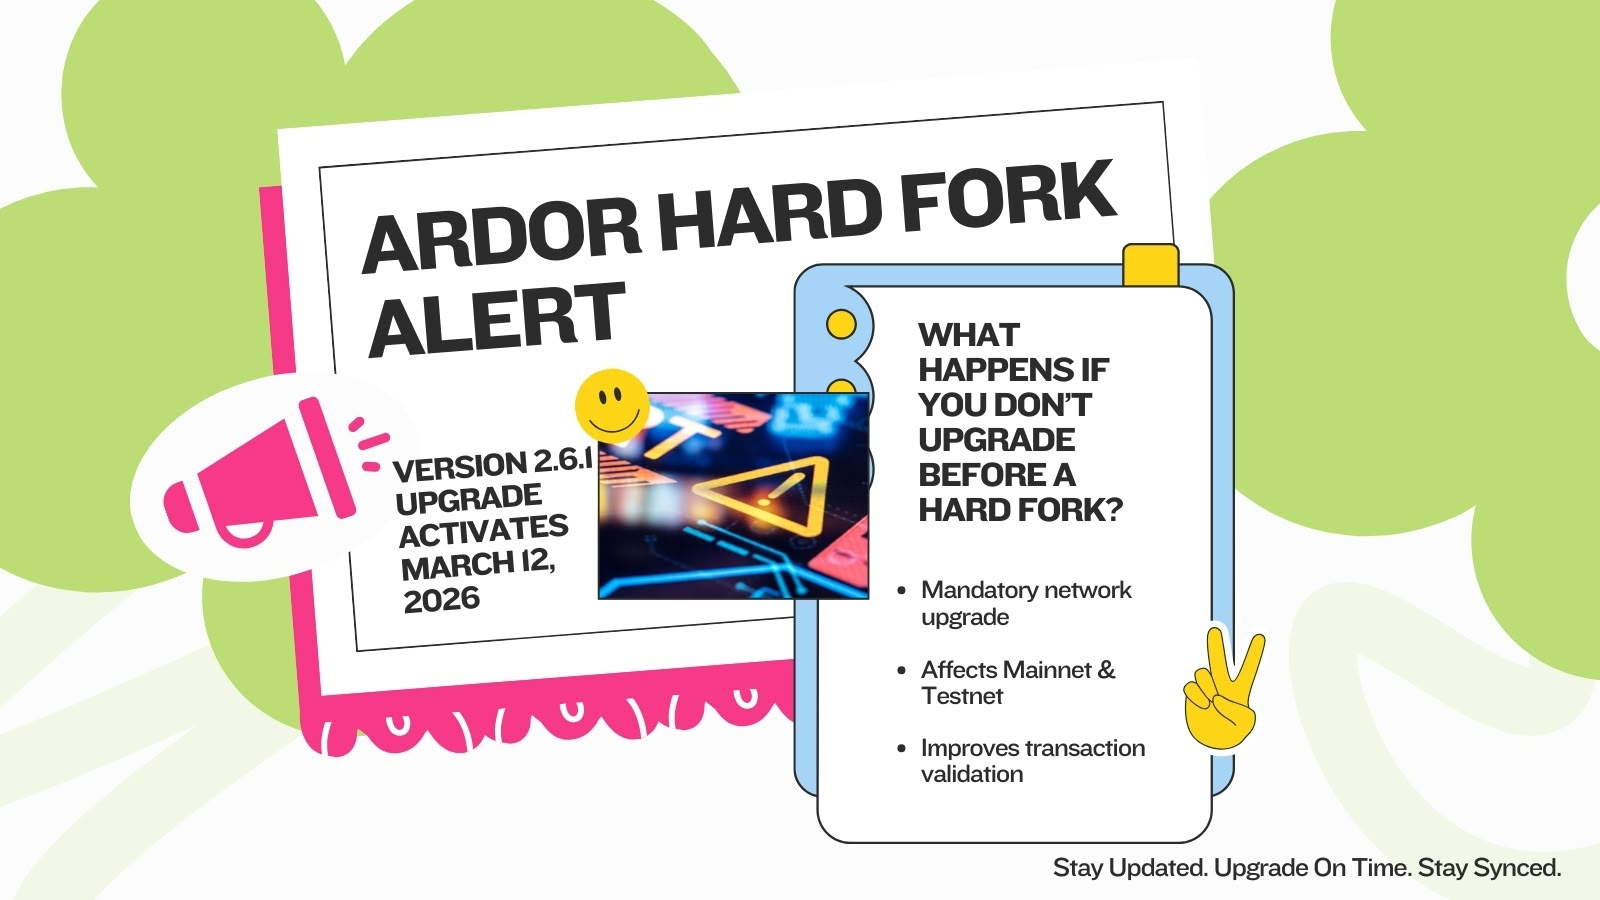 ARDOR HARD FORK
ALERT
VERSION 2.6.1
UPGRADE
ACTIVATES
MARCH 12,
2026
WHAT
HAPPENS IF
YOU DON’T
UPGRADE
BEFORE A
HARD FORK?
• Mandatory network
upgrade
• Affects Mainnet &
Testnet
• Improves transaction
validation
Stay Updated. Upgrade On Time. Stay Synced.